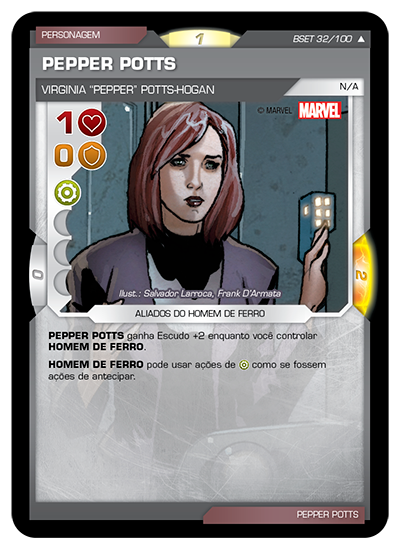 PERSONAGEM
1
BSET 32/100 ▲
PEPPER POTTS
VIRGINIA "PEPPER" POTTS-HOGAN
N/A
© MARVEL
MARVEL
1
0
0
2
Ilust.: Salvador Larroca, Frank D'Armata
ALIADOS DO HOMEM DE FERRO
PEPPER POTTS ganha Escudo +2 enquanto você controlar
HOMEM DE FERRO.
HOMEM DE FERRO pode usar ações de como se fossem
ações de antecipar.
PEPPER POTTS